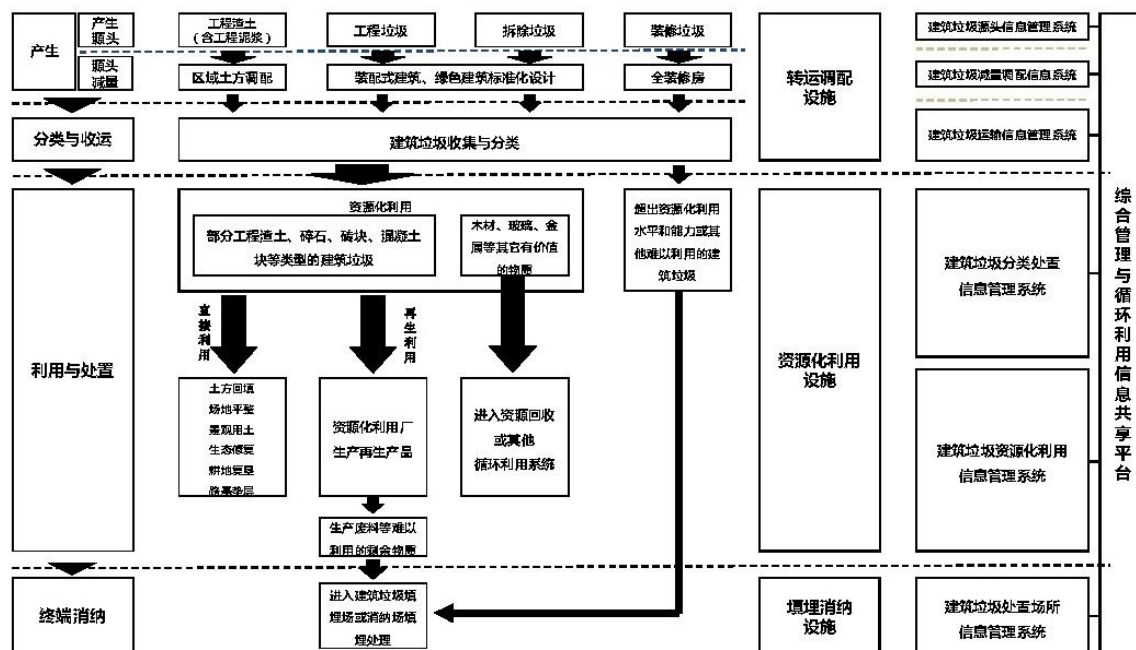 产生
产生
源头
源头
减量
工程渣土
（含工程泥浆）
工程垃圾
拆除垃圾
装修垃圾
区域土方调配
装配式建筑、绿色建筑标准化设计
全装修房
转运调配
设施
建筑垃圾源头信息管理系统
建筑垃圾减量调配信息系统
建筑垃圾运输信息管理系统
分类与收运
建筑垃圾收集与分类
利用与处置
资源化利用
部分工程渣土、碎石、砖块、混凝土
块等类型的建筑垃圾
木材、玻璃、金
属等其它有价值
的物质
超出资源化利用
水平和能力或其
他难以利用的建
筑垃圾
直接利用
再生利用
土方回填
场地平整
景观用土
生态修复
耕地复垦
路基垫层
资源化利用厂
生产再生产品
进入资源回收
或其他
循环利用系统
生产废料等难以
利用的剩余物质
资源化利用
设施
建筑垃圾分类处置
信息管理系统
建筑垃圾资源化利用
信息管理系统
终端消纳
进入建筑垃圾填
埋场或消纳场填
埋处理
填埋消纳
设施
建筑垃圾处置场所
信息管理系统
综合管理与循环利用信息共享平台